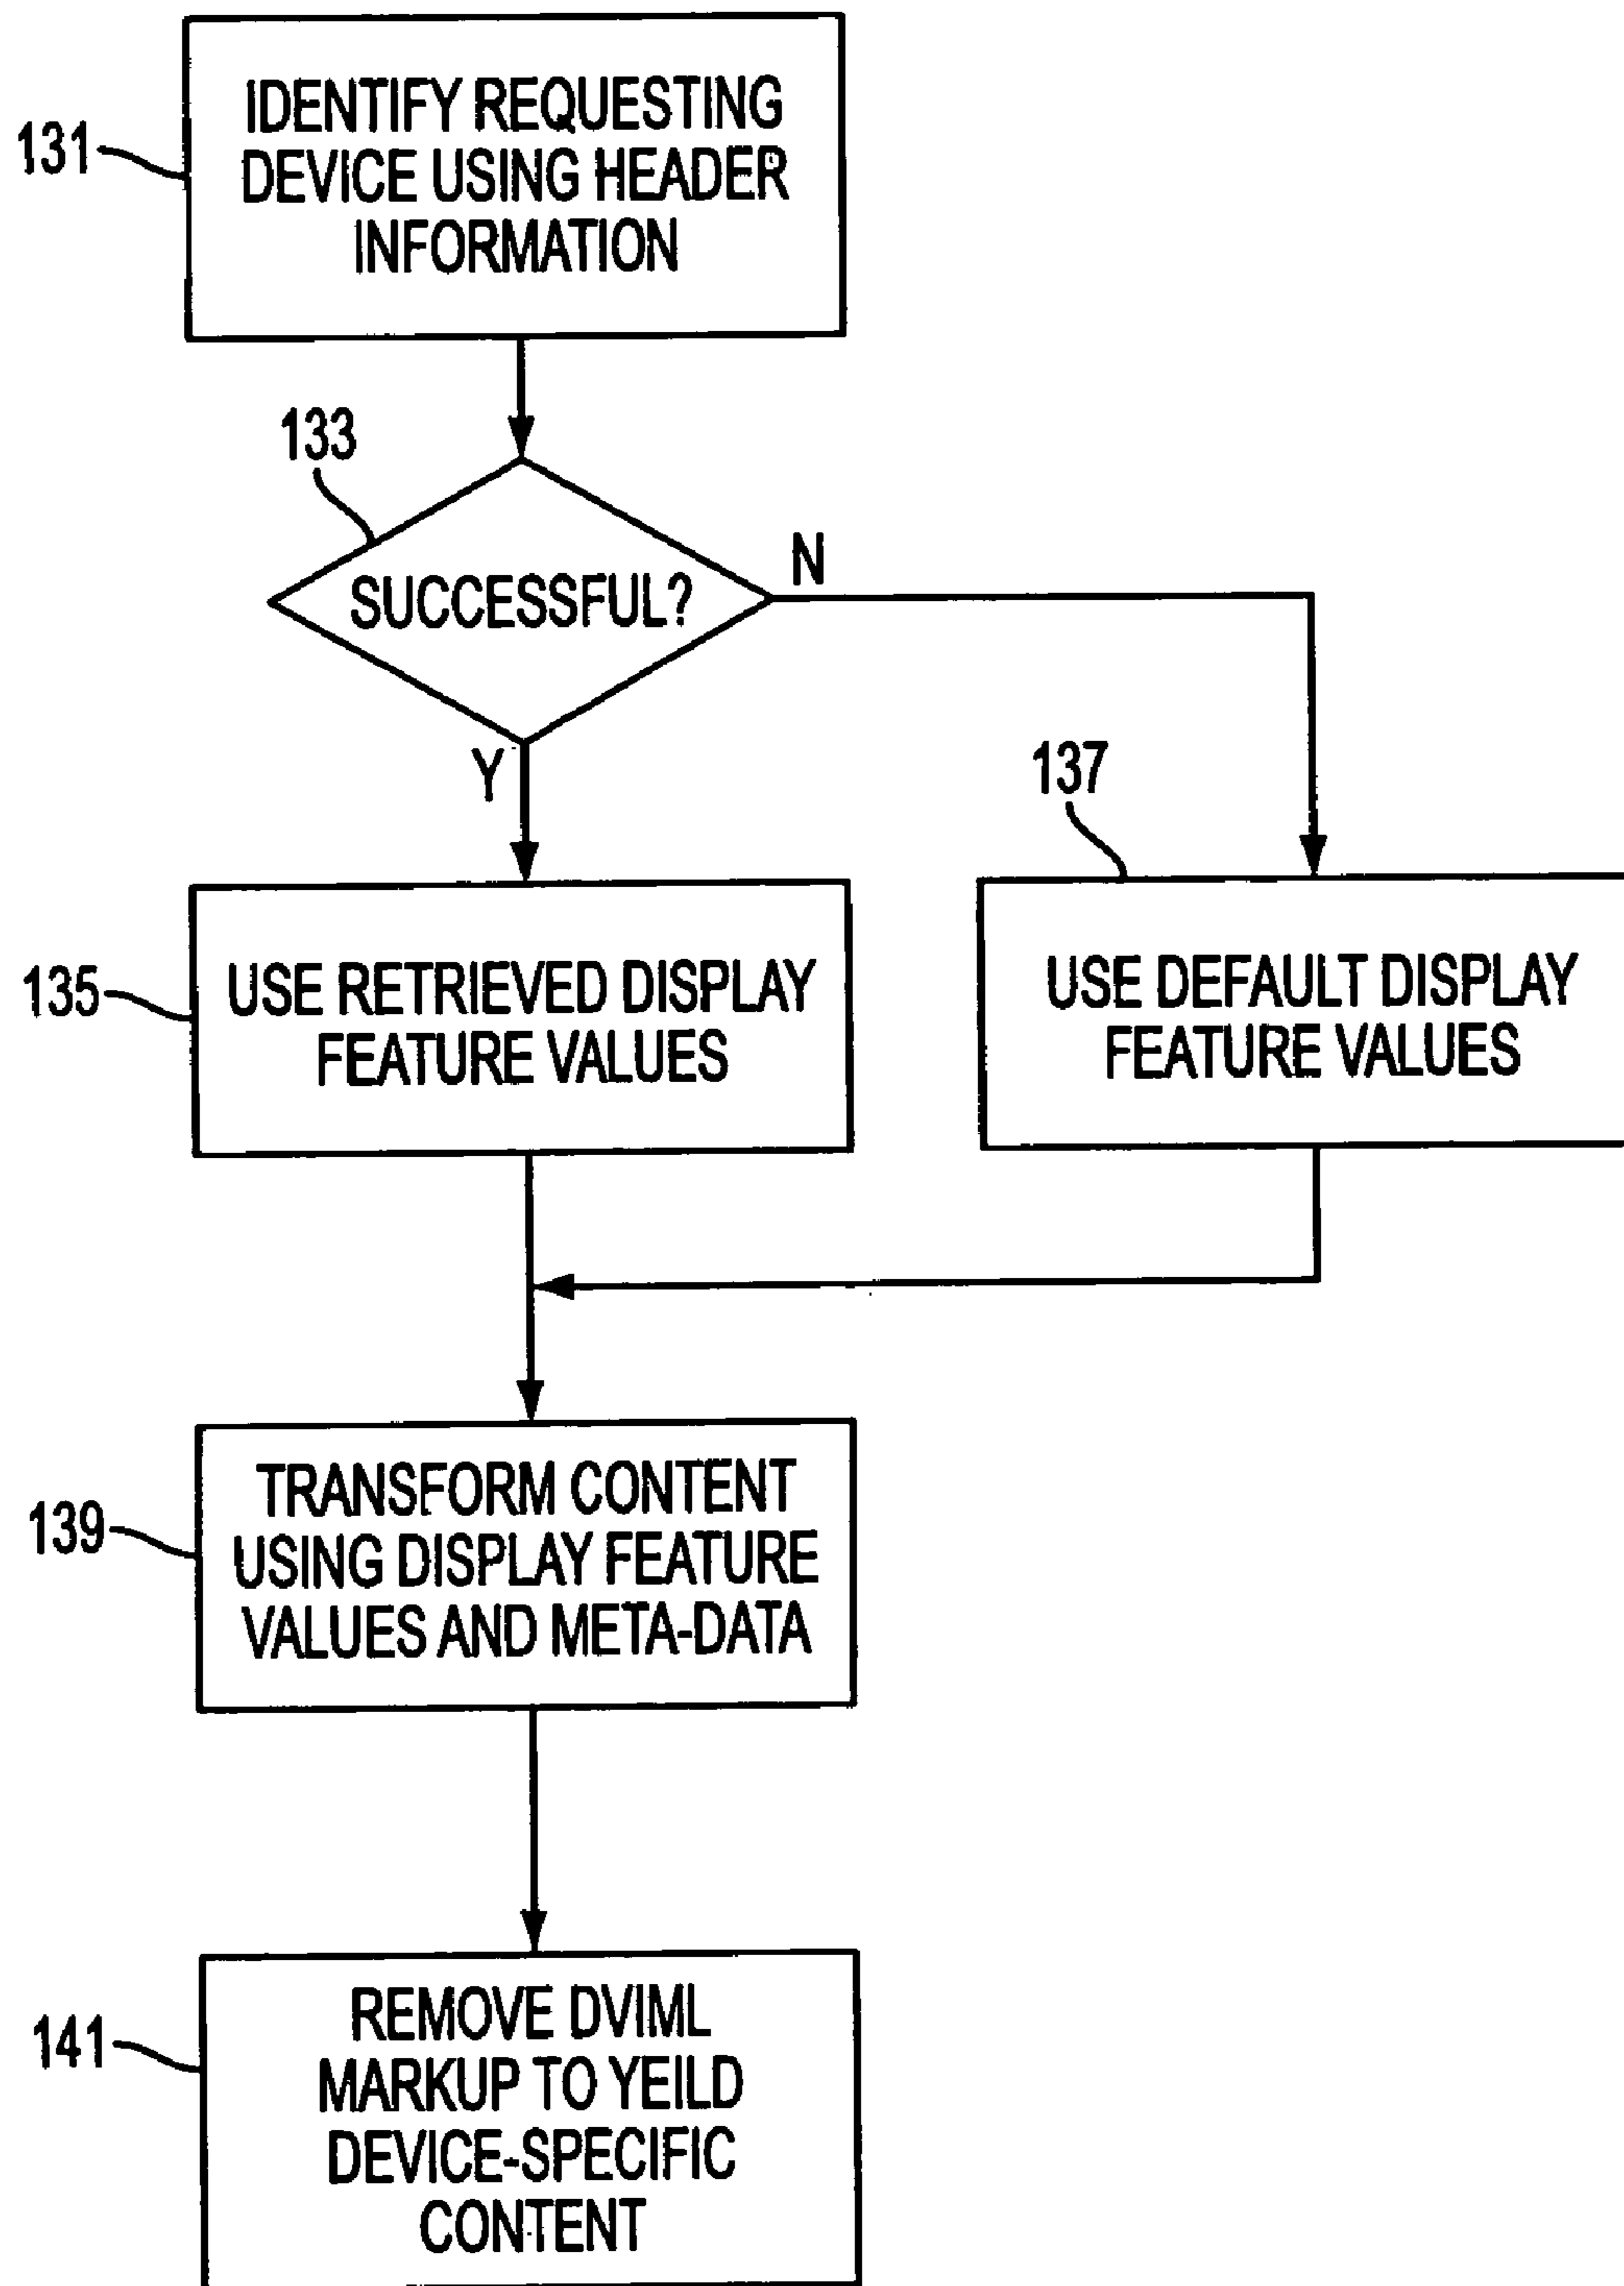 131
IDENTIFY REQUESTING
DEVICE USING HEADER
INFORMATION
133
SUCCESSFUL?
N
Y
137
135
USE RETRIEVED DISPLAY
FEATURE VALUES
USE DEFAULT DISPLAY
FEATURE VALUES
139
TRANSFORM CONTENT
USING DISPLAY FEATURE
VALUES AND META-DATA
141
REMOVE DVIML
MARKUP TO YEILD
DEVICE-SPECIFIC
CONTENT